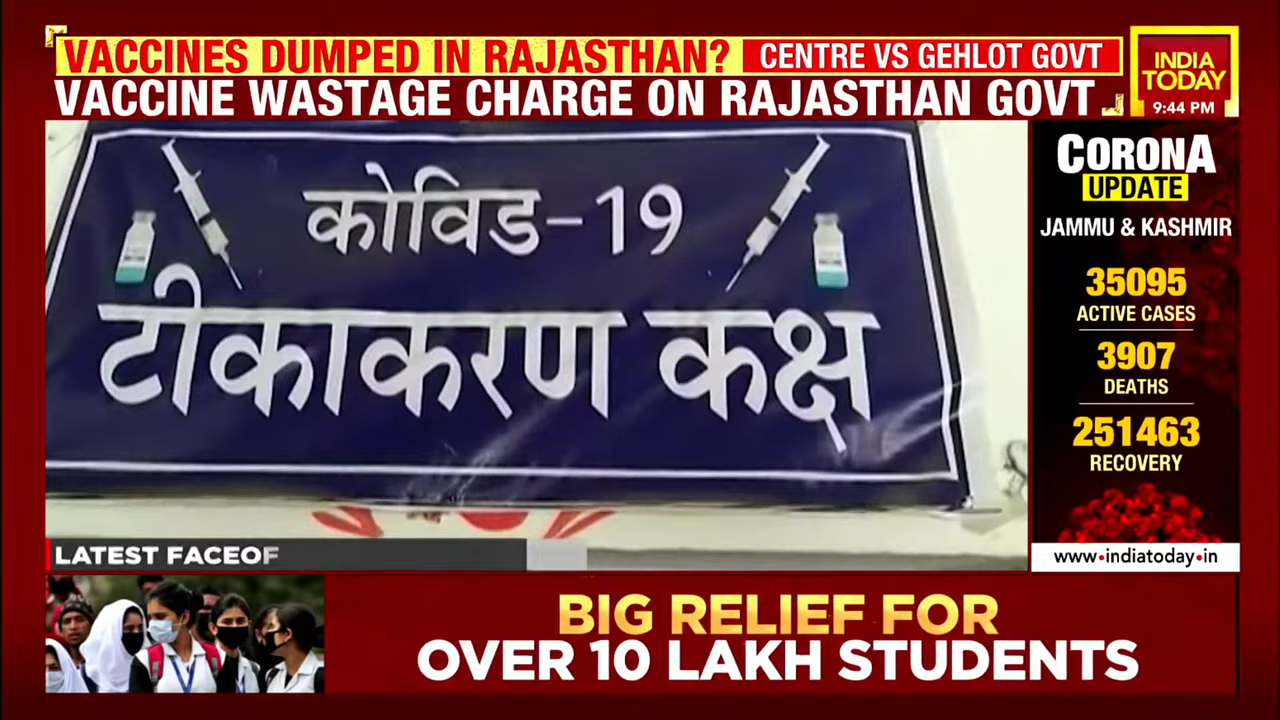 VACCINES DUMPED IN RAJASTHAN?
CENTRE VS GEHLOT GOVT
VACCINE WASTAGE CHARGE ON RAJASTHAN GOVT
INDIA
TODAY
9:44 PM
कोविड-19
टीकाकरण कक्ष
CORONA
UPDATE
JAMMU & KASHMIR
35095
ACTIVE CASES
3907
DEATHS
251463
RECOVERY
www•indiatoday•in
LATEST FACEOF
BIG RELIEF FOR
OVER 10 LAKH STUDENTS